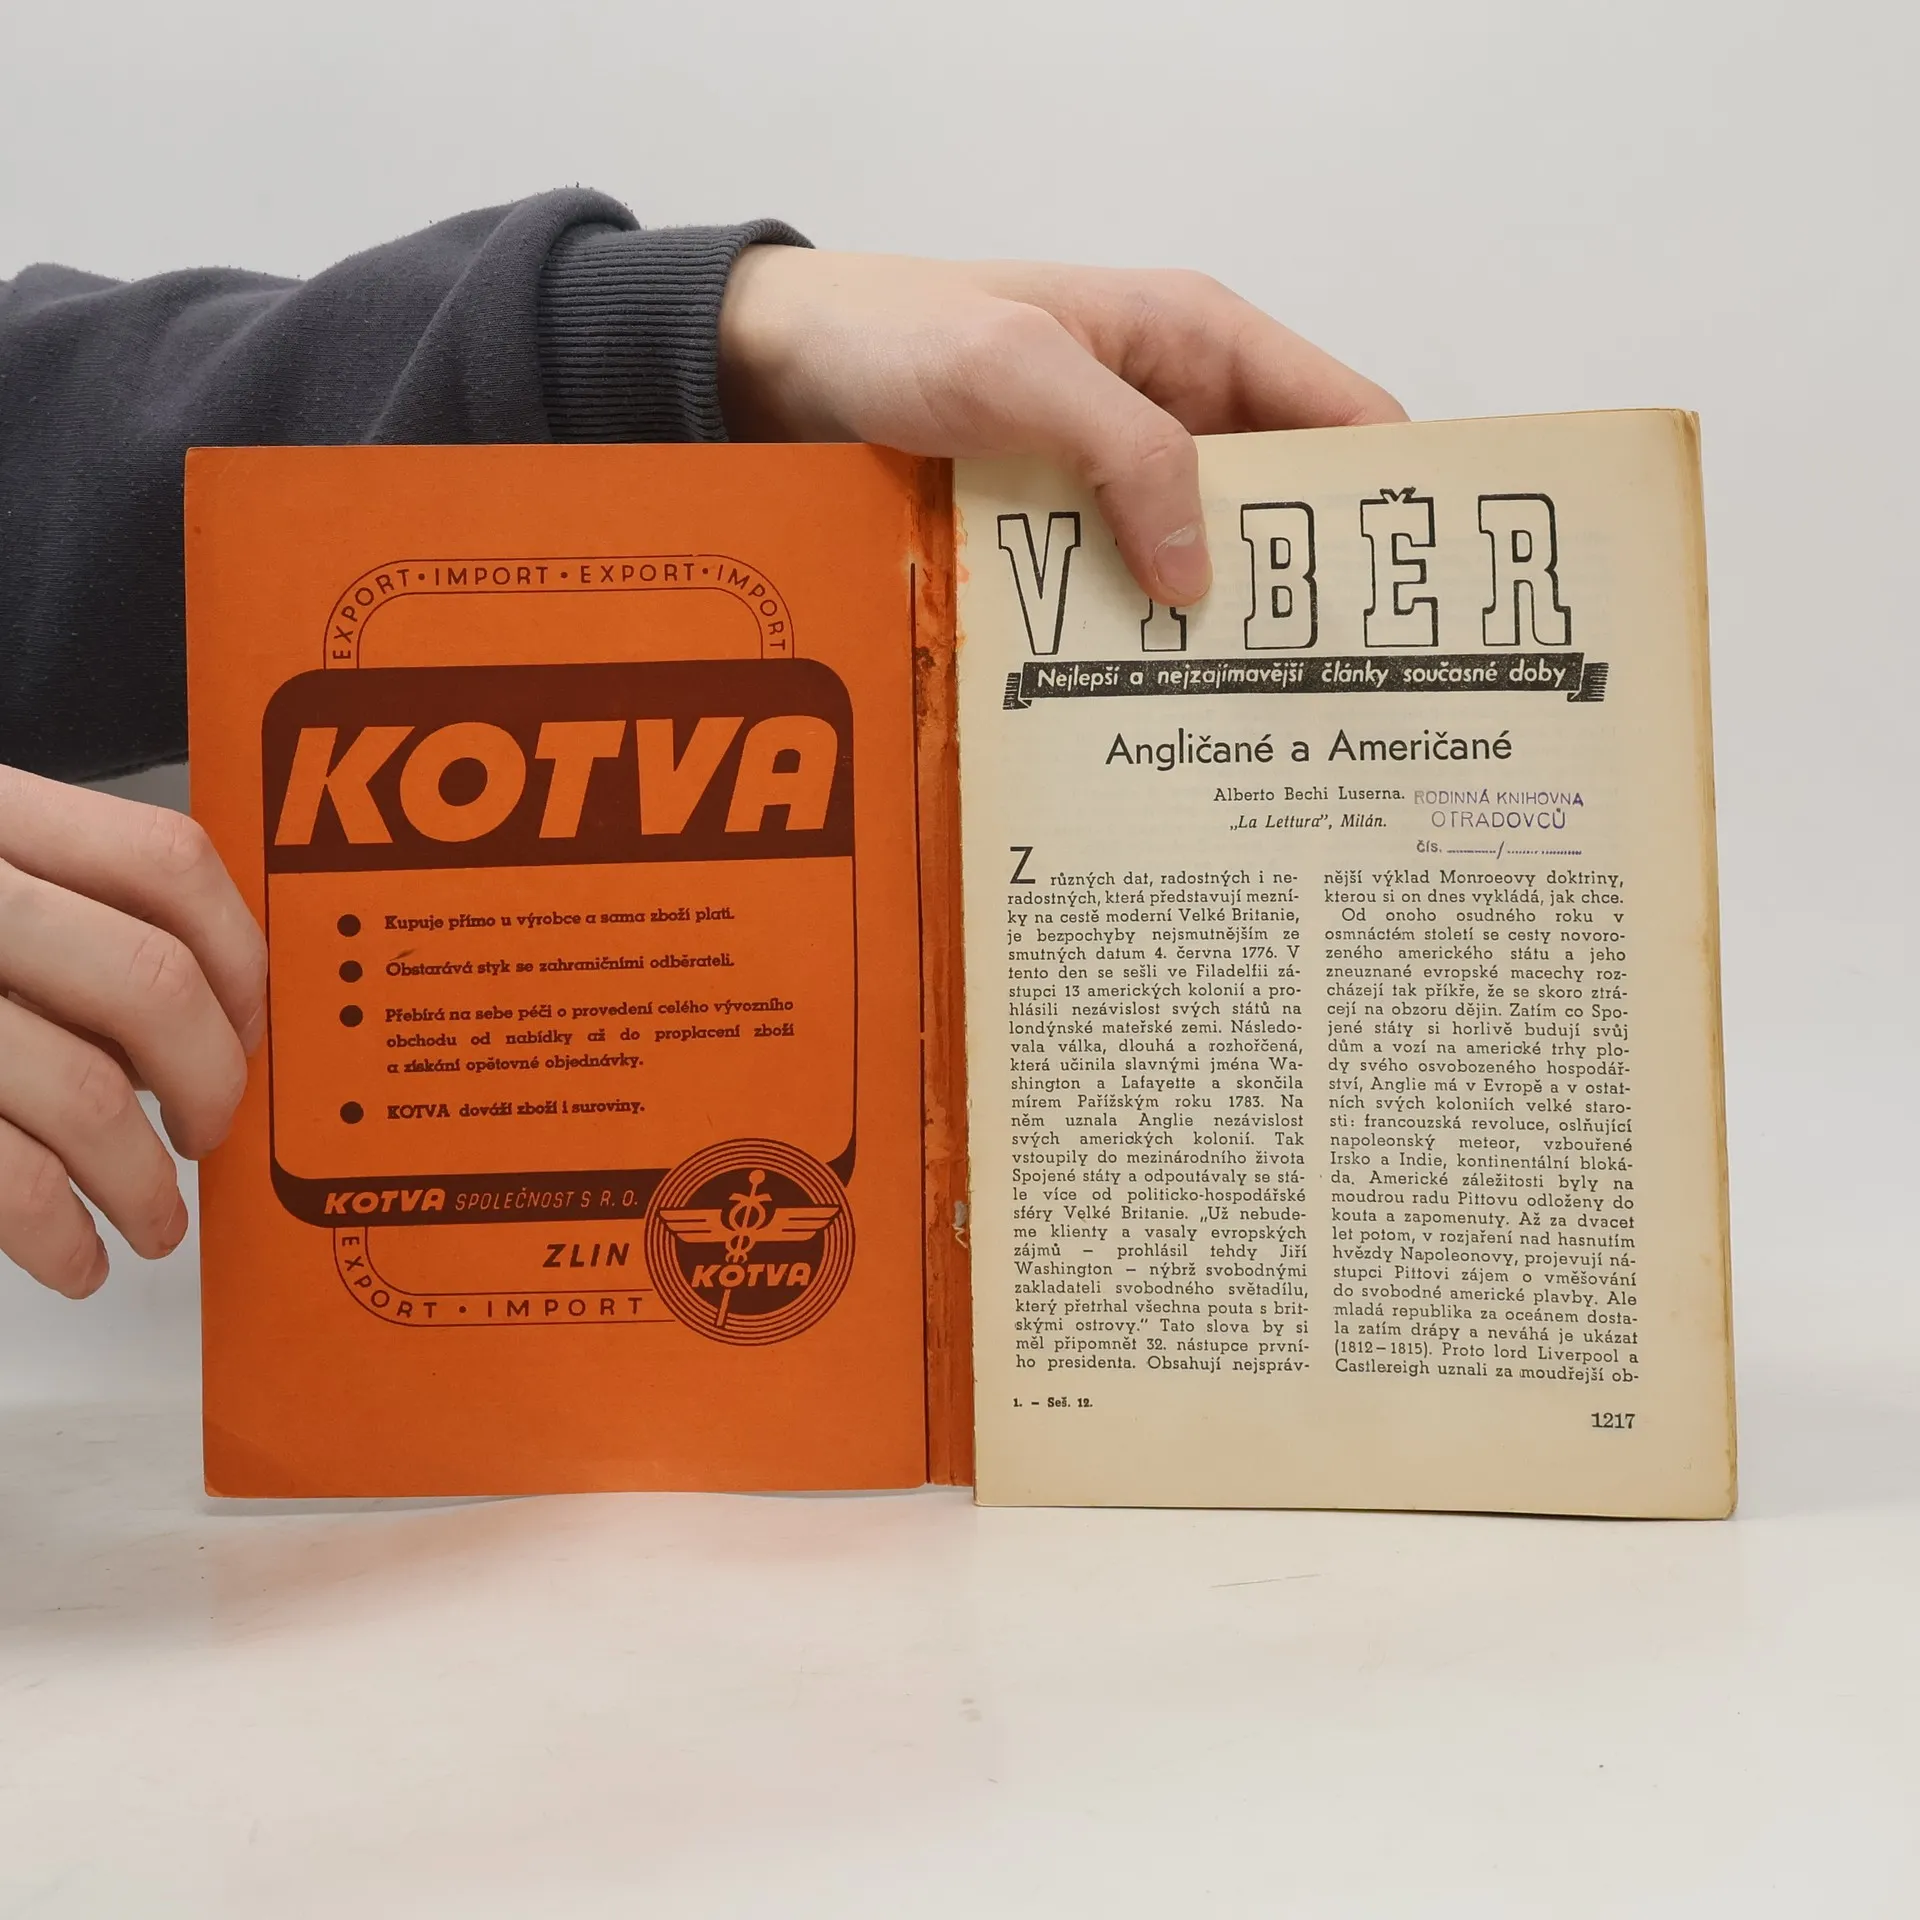 EXPORT • IMPORT • EXPORT • IMPORT
KOTVA
Kupuje přímo u výrobce a sama zboží platí.
Obstarává styk se zahraničními odběrateli.
Přebírá na sebe péči o provedení celého vývozního
obchodu od nabídky až do proplacení zboží
a získání opětovné objednávky.
KOTVA dováží zboží i suroviny.
KOTVA SPOLEČNOST S R. O.
ZLIN
KOTVA
EXPORT • IMPORT
VÝBĚR
Nejlepší a nejzajímavější články současné doby
Angličané a Američané
Alberto Bechi Luserna.
„La Lettura”, Milán.
RODINNÁ KNIHOVNA
OTRADOVCŮ
čís. ......../................
Z různých dat, radostných i ne-
radostných, která představují mezní-
ky na cestě moderní Velké Britanie,
je bezpochyby nejsmutnějším ze
smutných datum 4. června 1776. V
tento den se sešli ve Filadelfii zá-
stupci 13 amerických kolonií a pro-
hlásili nezávislost svých států na
londýnské mateřské zemi. Následo-
vala válka, dlouhá a rozhořčená,
která učinila slavnými jména Wa-
shington a Lafayette a skončila
mírem Pařížským roku 1783. Na
něm uznala Anglie nezávislost
svých amerických kolonií. Tak
vstoupily do mezinárodního života
Spojené státy a odpoutávaly se stá-
le více od politicko-hospodářské
sféry Velké Britanie. „Už nebude-
me klienty a vasaly evropských
zájmů – prohlásil tehdy Jiří
Washington – nýbrž svobodnými
zakladateli svobodného světadílu,
který přetrhal všechna pouta s brit-
skými ostrovy.” Tato slova by si
měl připomnět 32. nástupce první-
ho presidenta. Obsahují nejspráv-
nější výklad Monroeovy doktriny,
kterou si on dnes vykládá, jak chce.
Od onoho osudného roku v
osmnáctém století se cesty novoro-
zeného amerického státu a jeho
zneuznané evropské macechy roz-
cházejí tak příkře, že se skoro ztrá-
cejí na obzoru dějin. Zatím co Spo-
jené státy si horlivě budují svůj
dům a vozí na americké trhy plo-
dy svého osvobozeného hospodář-
ství, Anglie má v Evropě a v ostat-
ních svých koloniích velké staro-
sti: francouzská revoluce, oslňující
napoleonský meteor, vzbouřené
Irsko a Indie, kontinentální bloká-
da. Americké záležitosti byly na
moudrou radu Pittovu odloženy do
kouta a zapomenuty. Až za dvacet
let potom, v rozjaření nad hasnutím
hvězdy Napoleonovy, projevují ná-
stupci Pittovi zájem o vměšování
do svobodné americké plavby. Ale
mladá republika za oceánem dosta-
la zatím drápy a neváhá je ukázat
(1812–1815). Proto lord Liverpool a
Castlereigh uznali za moudřejší ob-
1. – Seš. 12.
1217